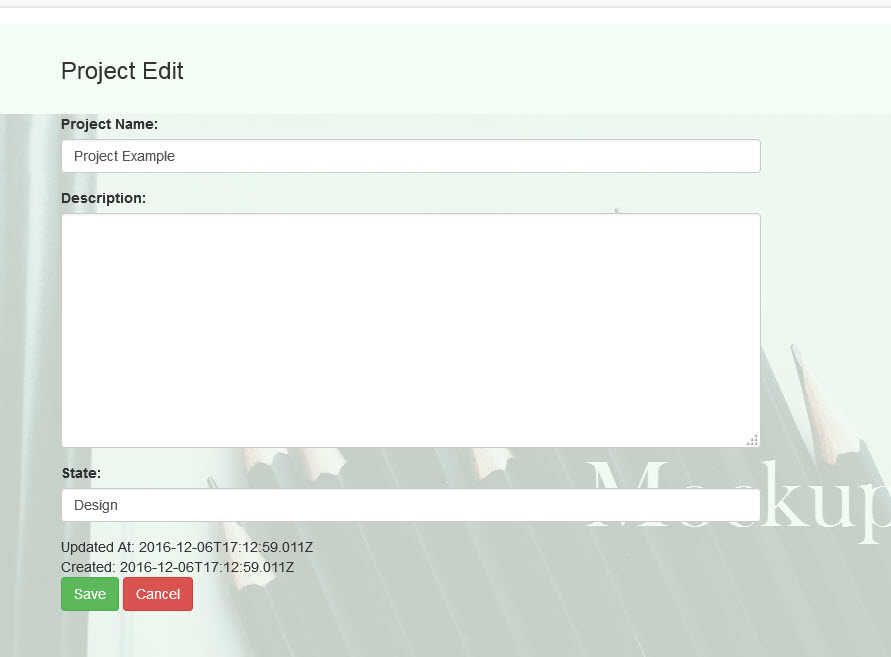 Project Edit
Project Name:
Project Example
Description:
State:
Design
Mockup
Updated At: 2016-12-06T17:12:59.011Z
Created: 2016-12-06T17:12:59.011Z
Save Cancel